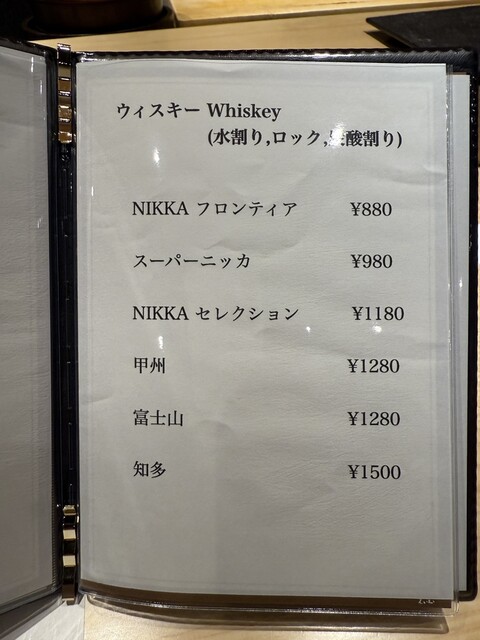 ウィスキー Whiskey
(水割り,ロック,炭酸割り)
NIKKA フロンティア ¥880
スーパーニッカ ¥980
NIKKA セレクション ¥1180
甲州 ¥1280
富士山 ¥1280
知多 ¥1500